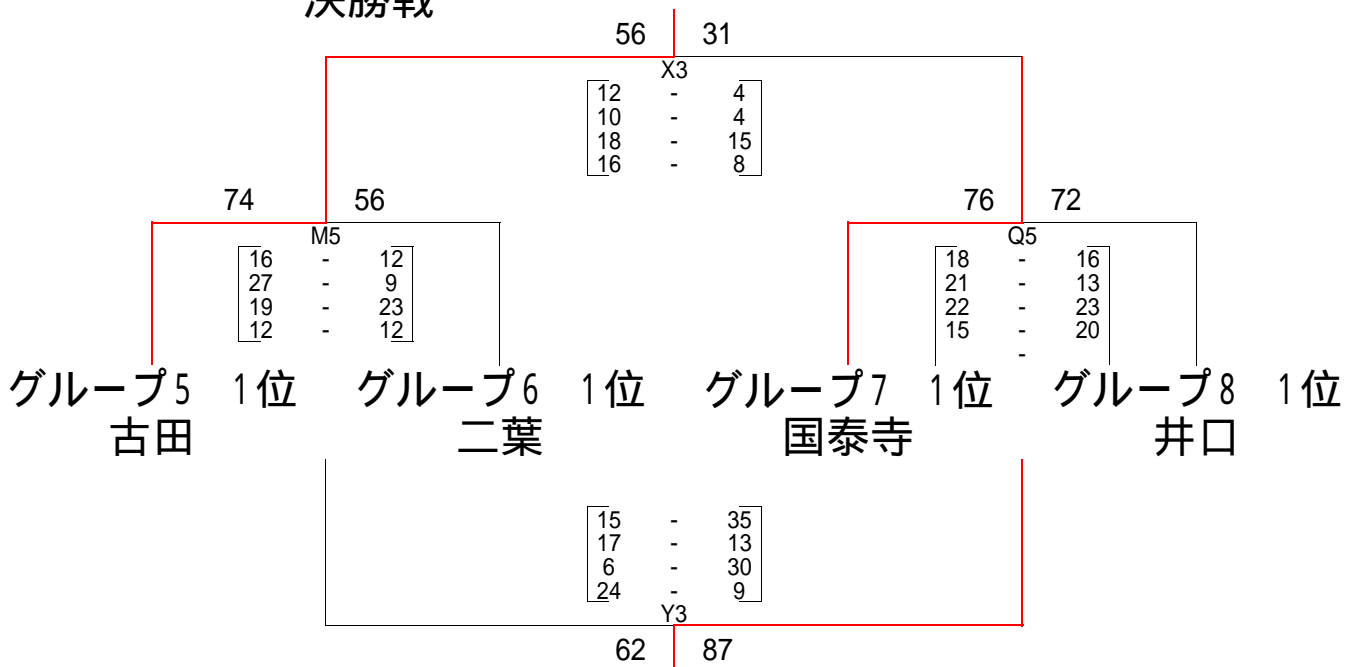 決勝戦
56 31
X3
12 - 4
10 - 4
18 - 15
16 - 8
74 56
76 72
M5
16 - 12
27 - 9
19 - 23
12 - 12
Q5
18 - 16
21 - 13
22 - 23
15 - 20
-
グループ5 1位 グループ6 1位 グループ7 1位 グループ8 1位
古田 二葉 国泰寺 井口
15 - 35
17 - 13
6 - 30
24 - 9
Y3
62 87